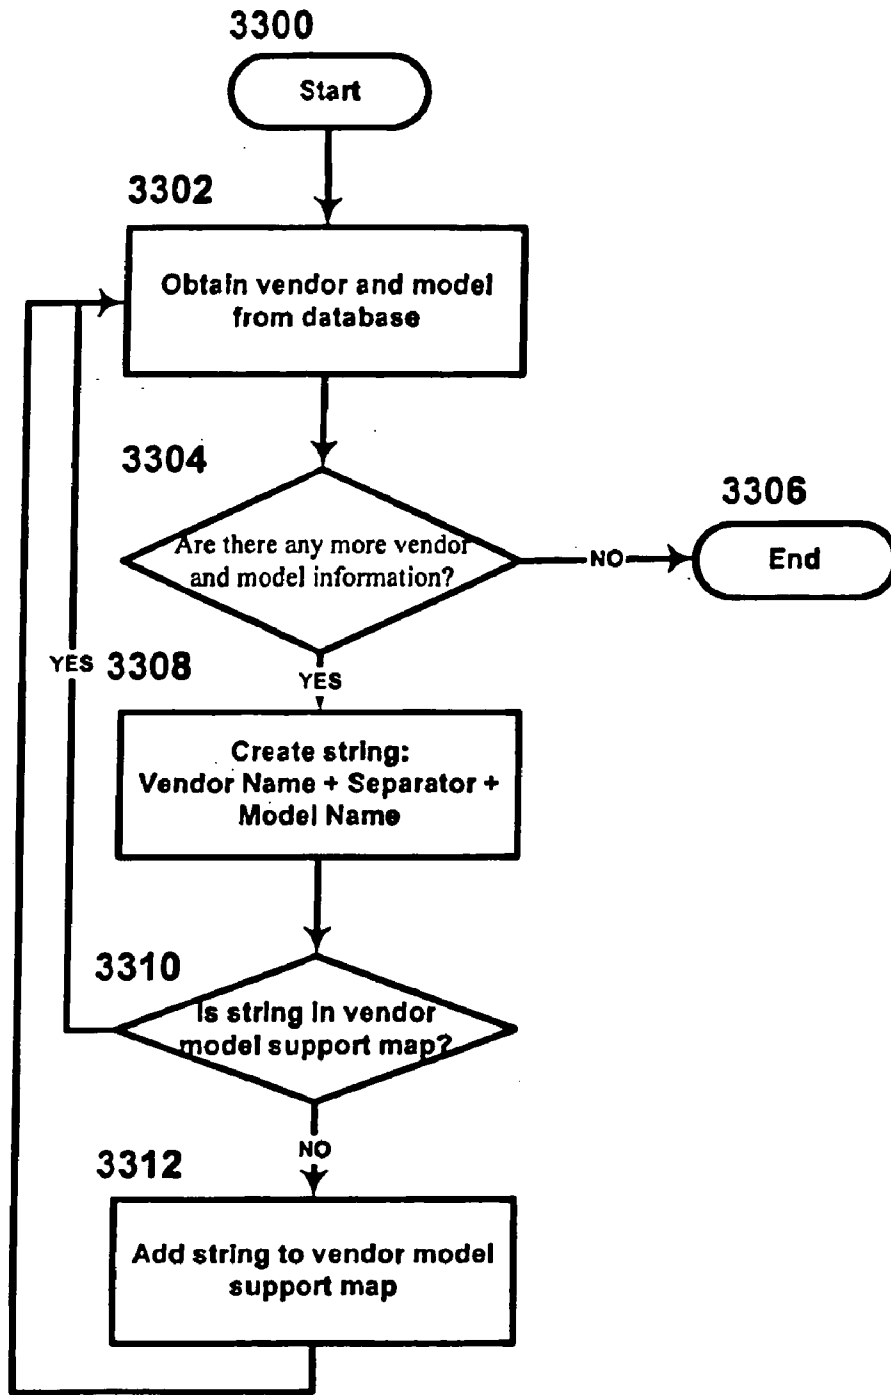 3300
Start
3302
Obtain vendor and model
from database
3304
Are there any more vendor
and model information?
NO
3306
End
YES
YES
3308
Create string:
Vendor Name + Separator +
Model Name
3310
Is string in vendor
model support map?
NO
3312
Add string to vendor model
support map